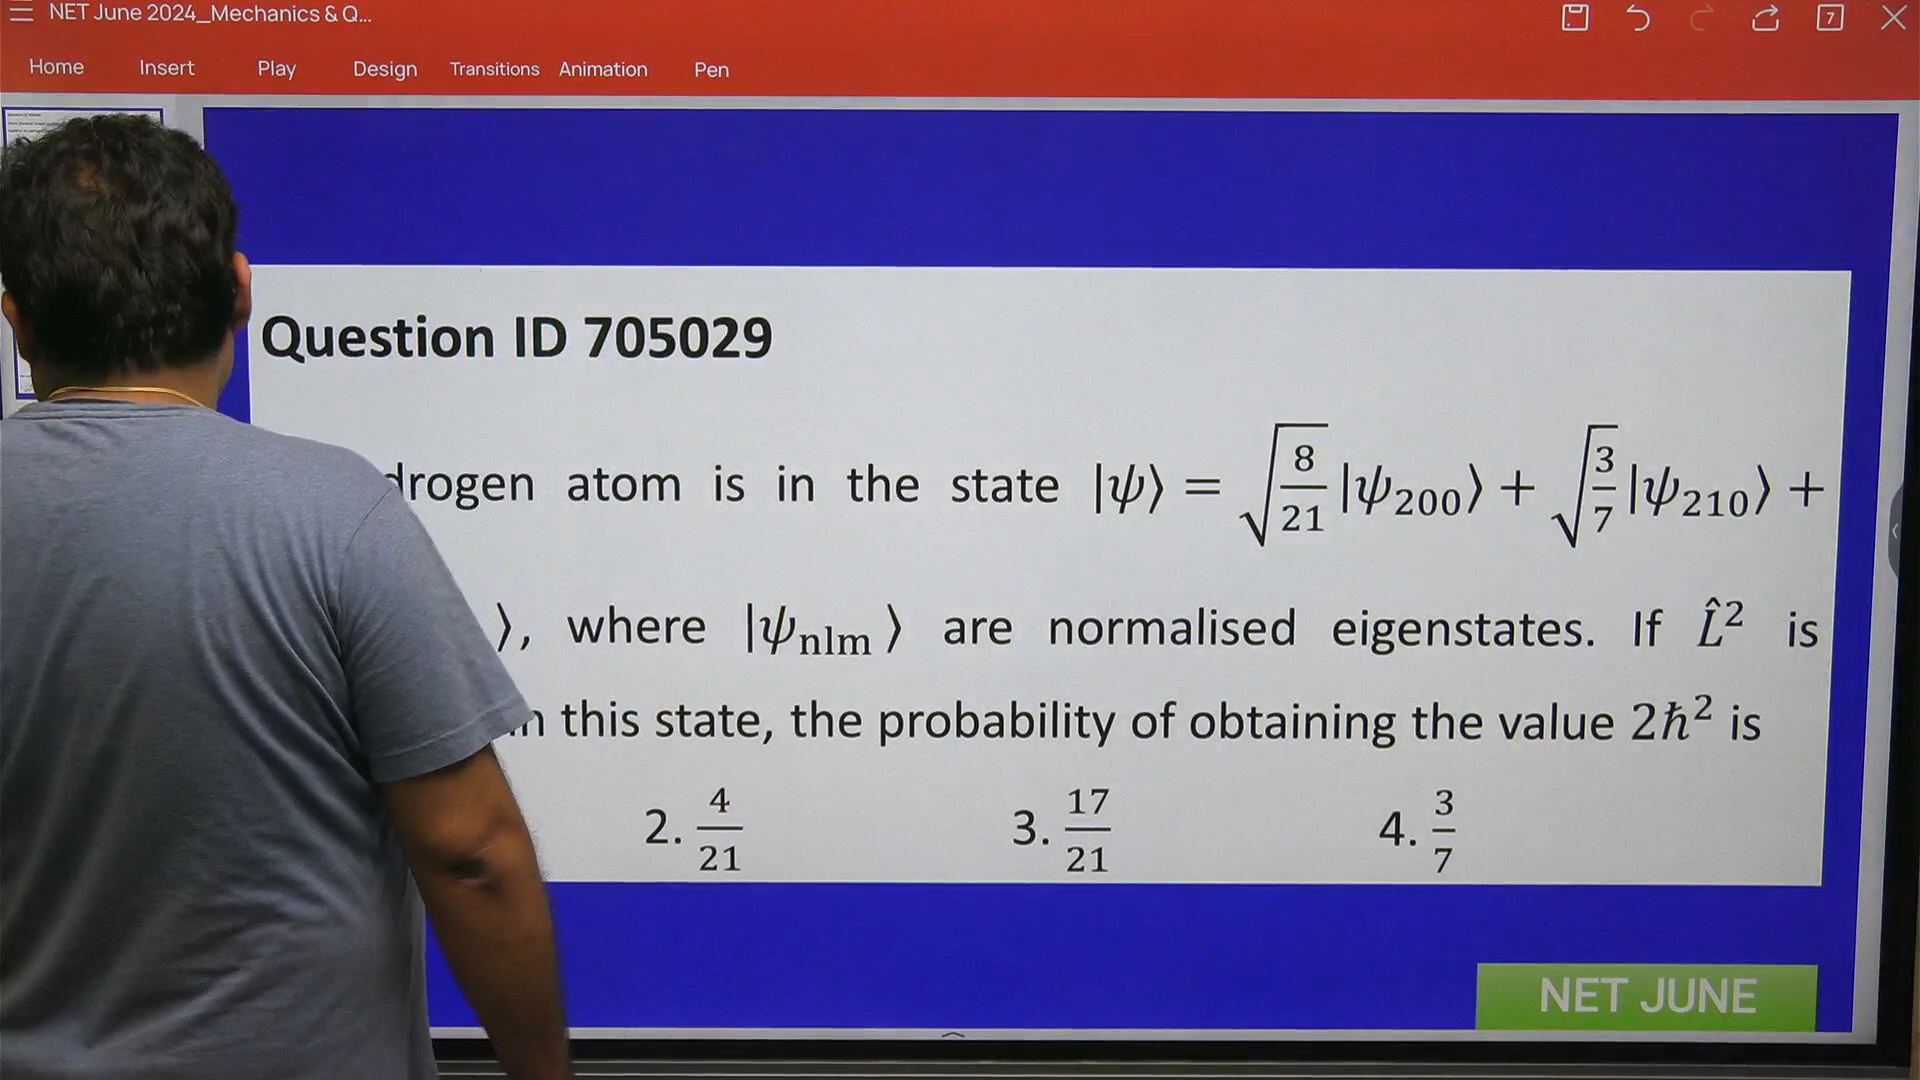 NET June 2024_Mechanics & Q...
7
Home Insert Play Design Transitions Animation Pen
Question ID 705029
drogen atom is in the state |ψ⟩ = √(8/21) |ψ₂₀₀⟩ + √(3/7) |ψ₂₁₀⟩ +
⟩, where |ψₙₗₘ ⟩ are normalised eigenstates. If L̂² is
n this state, the probability of obtaining the value 2ℏ² is
2. 4/21 3. 17/21 4. 3/7
NET JUNE